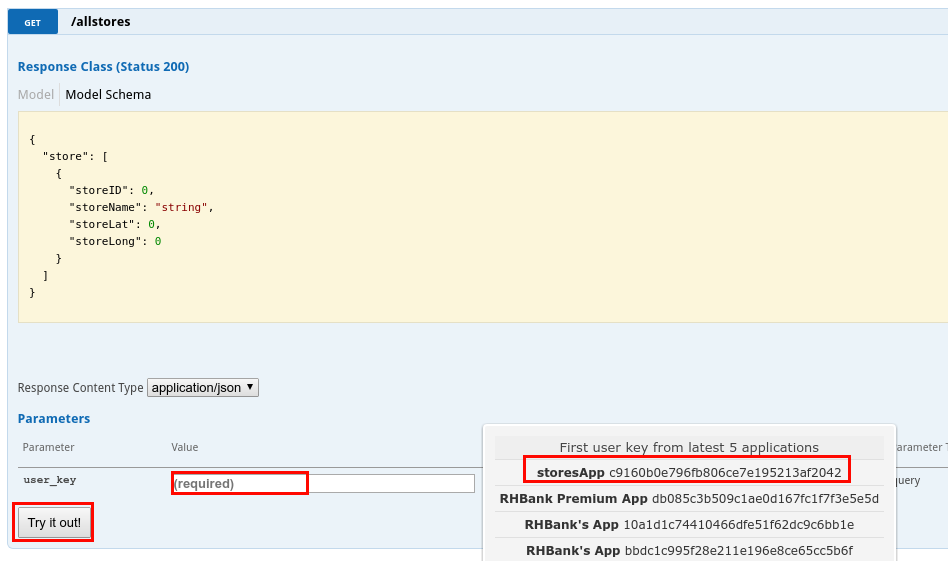 GET /allstores
Response Class (Status 200)
Model Model Schema
{
"store": [
{
"storeID": 0,
"storeName": "string",
"storeLat": 0,
"storeLong": 0
}
]
}
Response Content Type application/json
Parameters
Parameter Value arameter T
First user key from latest 5 applications
user_key (required) query
storesApp c9160b0e796fb806ce7e195213af2042
RHBank Premium App db085c3b509c1ae0d167fc1f7f3e5e5d
Try it out!
RHBank's App 10a1d1c74410466dfe51f62dc9c6bb1e
RHBank's App bbdc1c995f28e211e196e8ce65cc5b6f